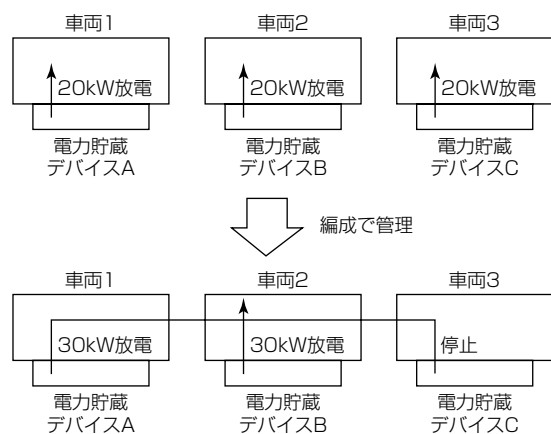 車両1 車両2 車両3
20kW放電 20kW放電 20kW放電
電力貯蔵 電力貯蔵 電力貯蔵
デバイスA デバイスB デバイスC
編成で管理
車両1 車両2 車両3
30kW放電 30kW放電 停止
電力貯蔵 電力貯蔵 電力貯蔵
デバイスA デバイスB デバイスC